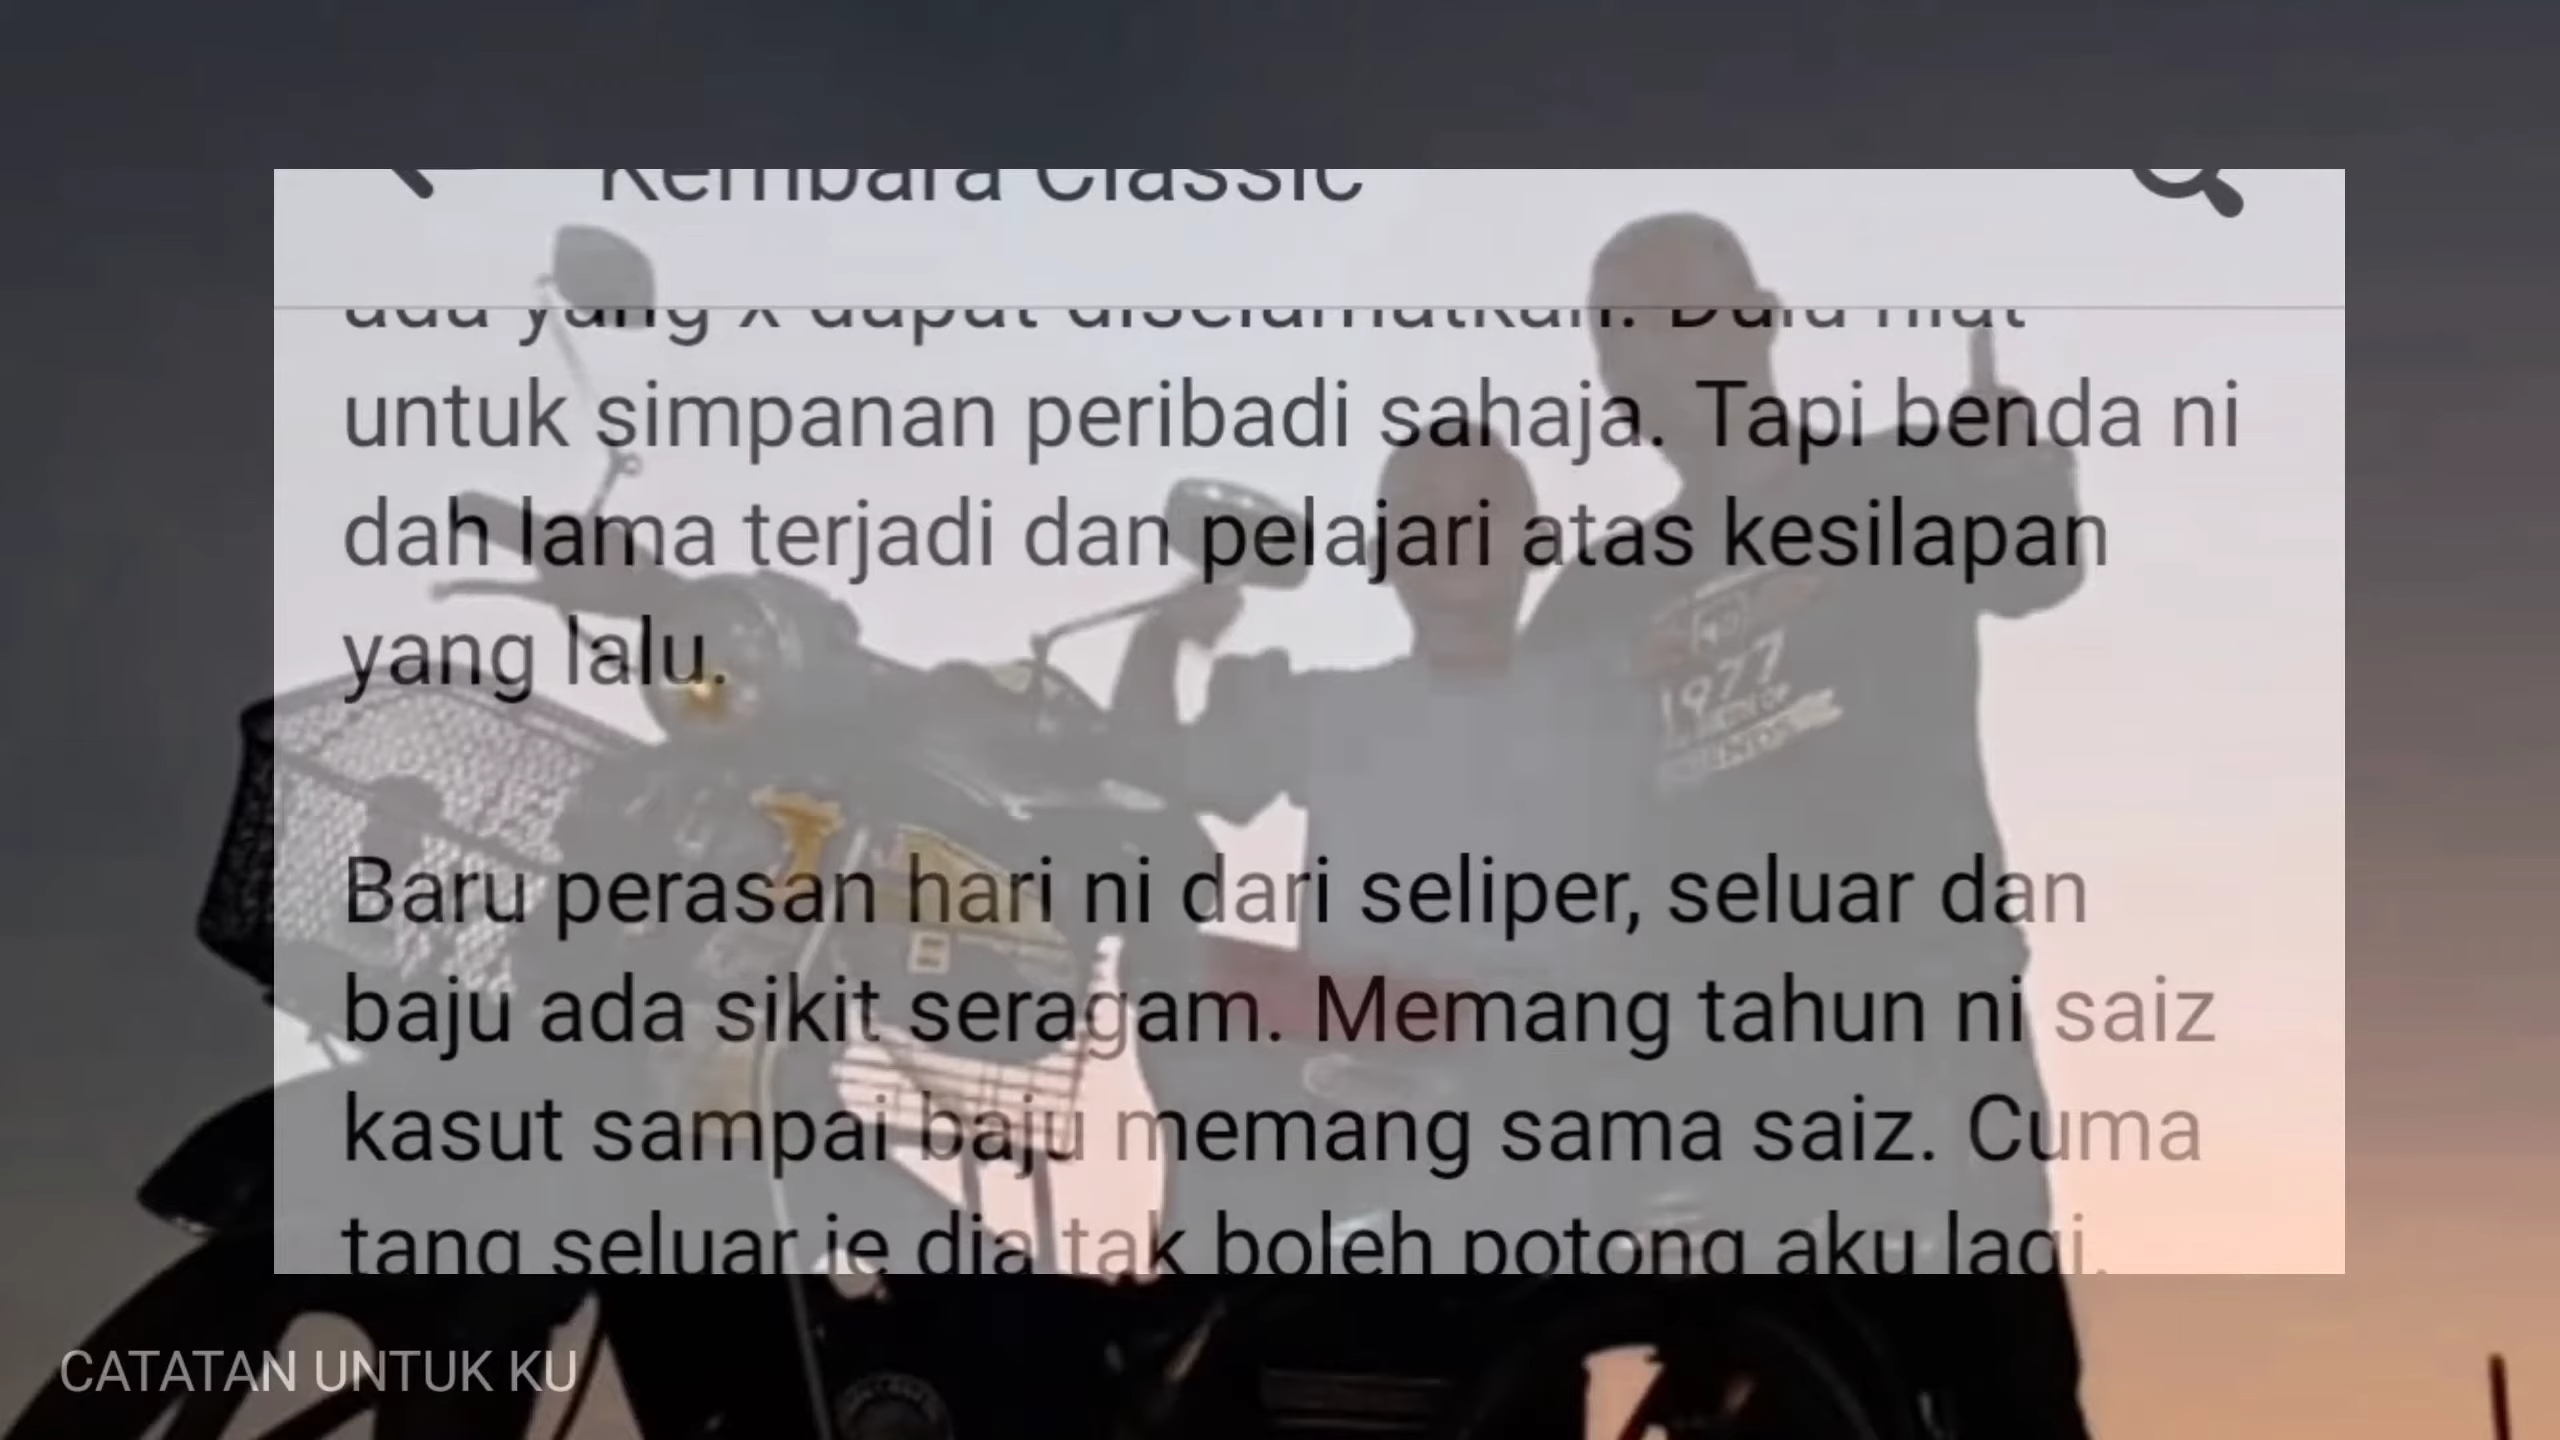 Kembara Classic
ada yang x dapat diselamatkan. Dulu niat
untuk simpanan peribadi sahaja. Tapi benda ni
dah lama terjadi dan pelajari atas kesilapan
yang lalu.
1977
Baru perasan hari ni dari seliper, seluar dan
baju ada sikit seragam. Memang tahun ni saiz
kasut sampai baju memang sama saiz. Cuma
tang seluar je dia tak boleh potong aku lagi.
CATATAN UNTUK KU